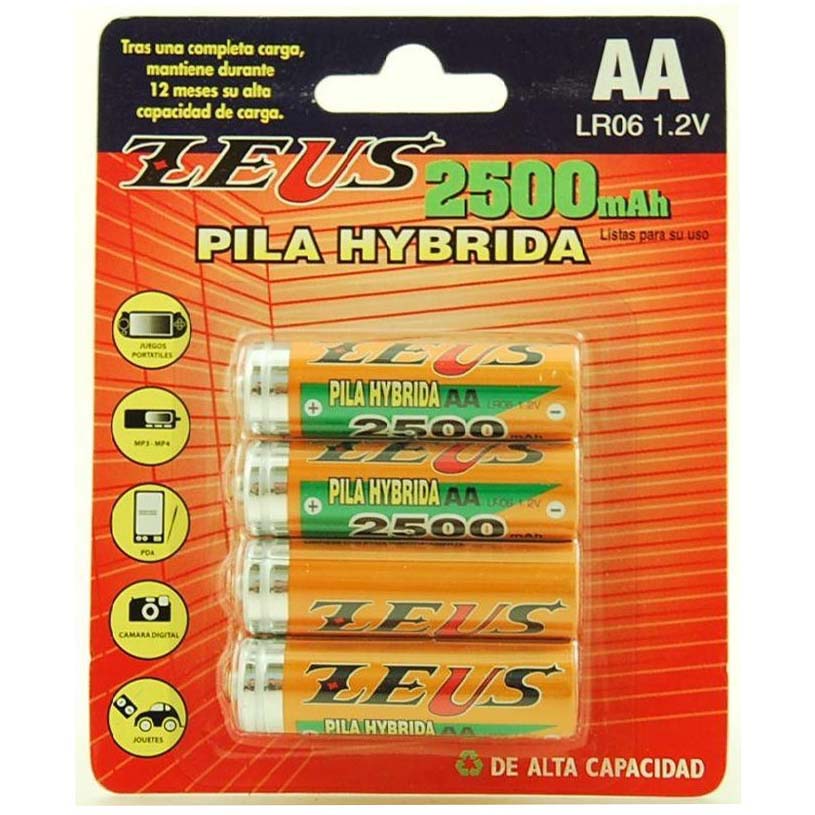 Tras una completa carga,
mantiene durante
12 meses su alta
capacidad de carga.
AA
LR06 1.2V
ZEUS
2500mAh
PILA HYBRIDA
Listas para su uso
JUEGOS
PORTATILES
MP3 - MP4
PDA
CAMARA DIGITAL
JOUETES
ZEUS
PILA HYBRIDA AA LR06 1.2V
+ -
2500 mAh
ZEUS
PILA HYBRIDA AA LR06 1.2V
+ -
2500 mAh
ZEUS
ZEUS
PILA HYBRIDA AA
DE ALTA CAPACIDAD